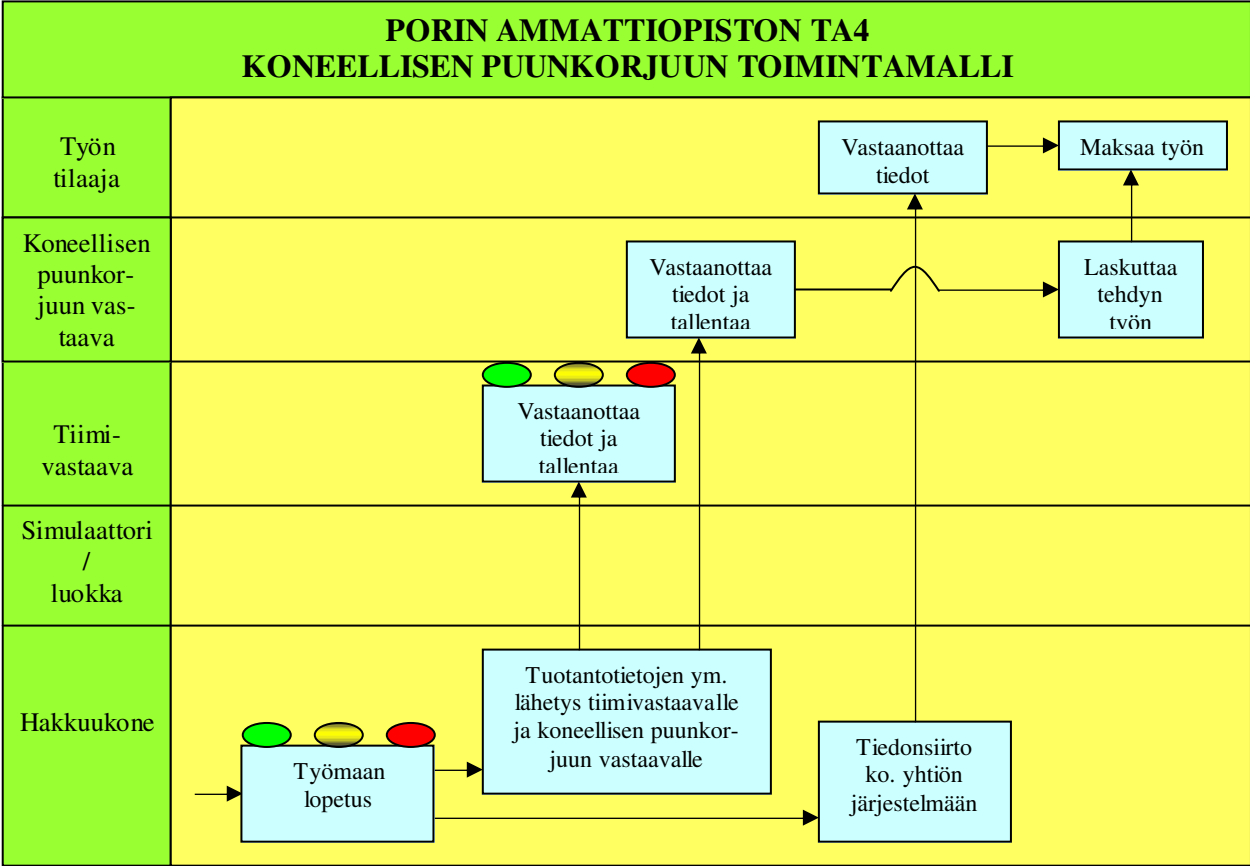 PORIN AMMATTIOPISTON TA4
KONEELLISEN PUUNKORJUUN TOIMINTAMALLI
Työn
tilaaja
Vastaanottaa
tiedot
Maksaa työn
Koneellisen
puunkor-
juun vas-
taava
Vastaanottaa
tiedot ja
tallentaa
Laskuttaa
tehdyn
työn
Tiimi-
vastaava
Vastaanottaa
tiedot ja
tallentaa
Simulaattori
/
luokka
Hakkuukone
Työmaan
lopetus
Tuotantotietojen ym.
lähetys tiimivastaavalle
ja koneellisen puunkor-
juun vastaavalle
Tiedonsiirto
ko. yhtiön
järjestelmään